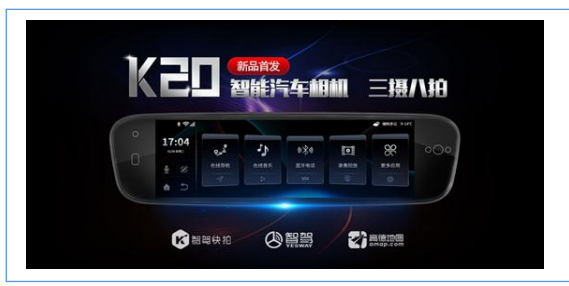 K20
新品首发
智能汽车相机 三摄八拍
17:04
在线导航 在线音乐 蓝牙电话 录像回放 更多应用
智驾快拍 智驾 高德地图
YESWAY amap.com